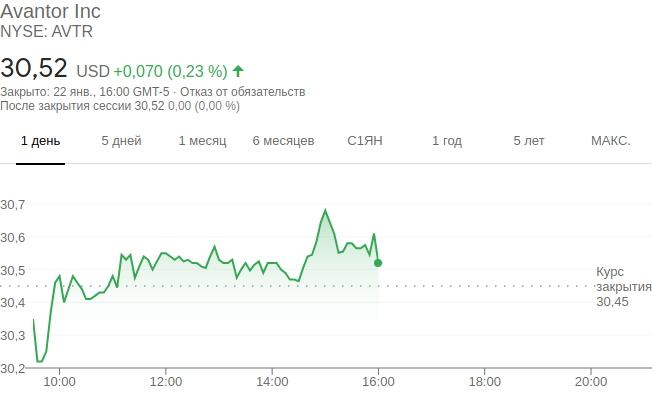 Avantor Inc
NYSE: AVTR
30,52 USD +0,070 (0,23 %)
Закрыто: 22 янв., 16:00 GMT-5 · Отказ от обязательств
После закрытия сессии 30,52 0,00 (0,00 %)
1 день 5 дней 1 месяц 6 месяцев С1ЯН 1 год 5 лет МАКС.
30,7
30,6
30,5
Курс
закрытия
30,45
30,4
30,3
30,2
10:00 12:00 14:00 16:00 18:00 20:00